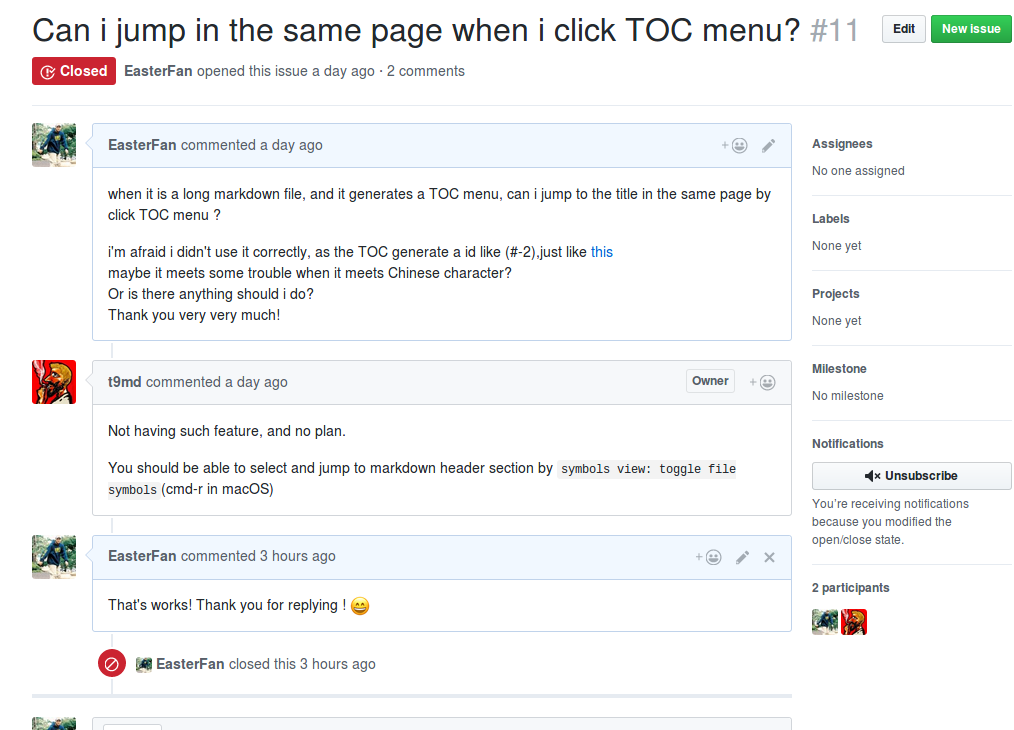 Can i jump in the same page when i click TOC menu? #11
Edit
New issue
Closed
EasterFan opened this issue a day ago · 2 comments
EasterFan commented a day ago
when it is a long markdown file, and it generates a TOC menu, can i jump to the title in the same page by
click TOC menu ?
i'm afraid i didn't use it correctly, as the TOC generate a id like (#-2),just like this
maybe it meets some trouble when it meets Chinese character?
Or is there anything should i do?
Thank you very very much!
t9md commented a day ago
Owner
Not having such feature, and no plan.
You should be able to select and jump to markdown header section by symbols view: toggle file
symbols (cmd-r in macOS)
EasterFan commented 3 hours ago
That's works! Thank you for replying !
EasterFan closed this 3 hours ago
Assignees
No one assigned
Labels
None yet
Projects
None yet
Milestone
No milestone
Notifications
Unsubscribe
You're receiving notifications
because you modified the
open/close state.
2 participants